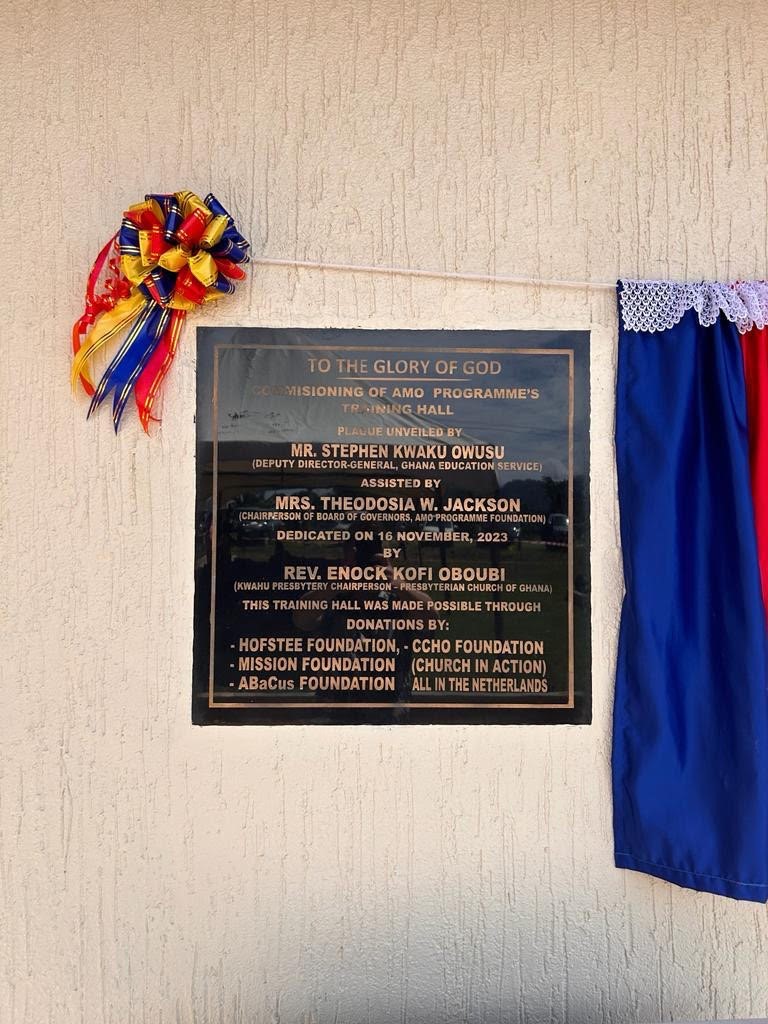 TO THE GLORY OF GOD
COMMISIONING OF AMO PROGRAMME'S
TRAINING HALL
PLAQUE UNVEILED BY
MR. STEPHEN KWAKU OWUSU
(DEPUTY DIRECTOR-GENERAL, GHANA EDUCATION SERVICE)
ASSISTED BY
MRS. THEODOSIA W. JACKSON
(CHAIRPERSON OF BOARD OF GOVERNORS, AMO PROGRAMME FOUNDATION)
DEDICATED ON 16 NOVEMBER, 2023
BY
REV. ENOCK KOFI OBOUBI
(KWAHU PRESBYTERY CHAIRPERSON - PRESBYTERIAN CHURCH OF GHANA)
THIS TRAINING HALL WAS MADE POSSIBLE THROUGH
DONATIONS BY:
- HOFSTEE FOUNDATION, - CCHO FOUNDATION
- MISSION FOUNDATION (CHURCH IN ACTION)
- ABaCus FOUNDATION ALL IN THE NETHERLANDS